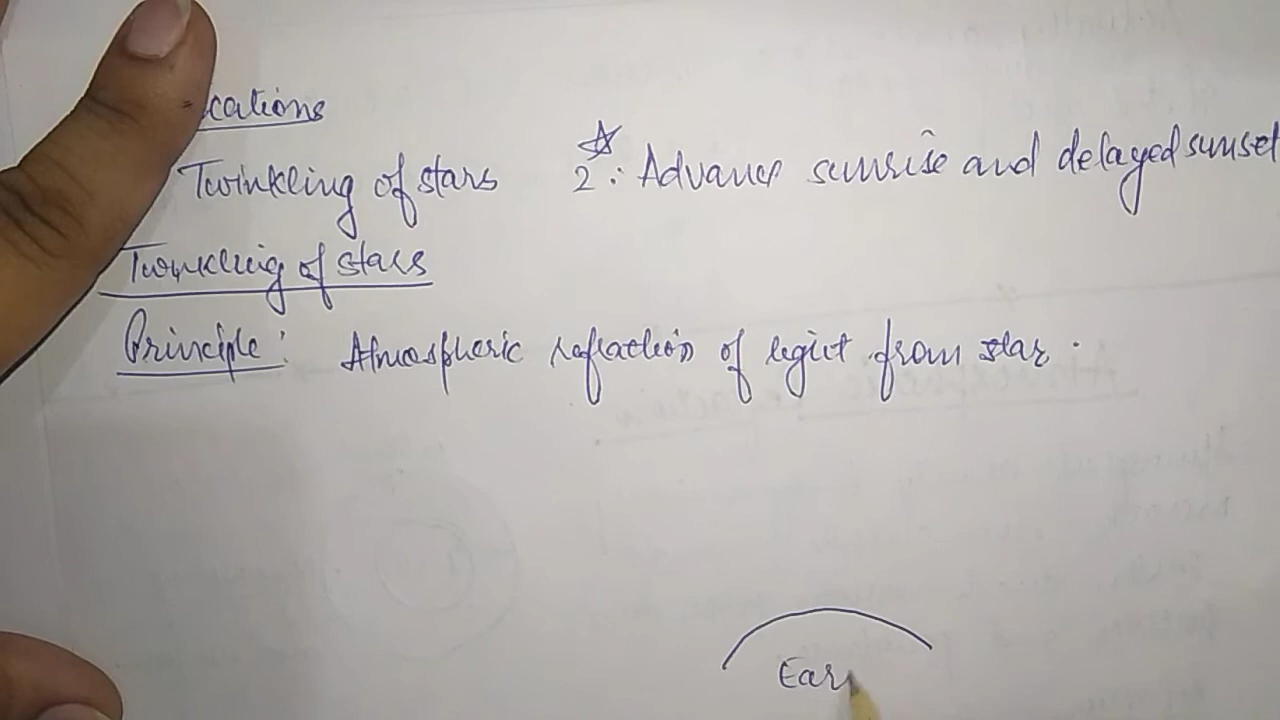 cations
Twinkling of stars 2: Advance sunrise and delayed sunset
Twinkling of stars
Principle: Atmospheric refraction of light from star.
Ear